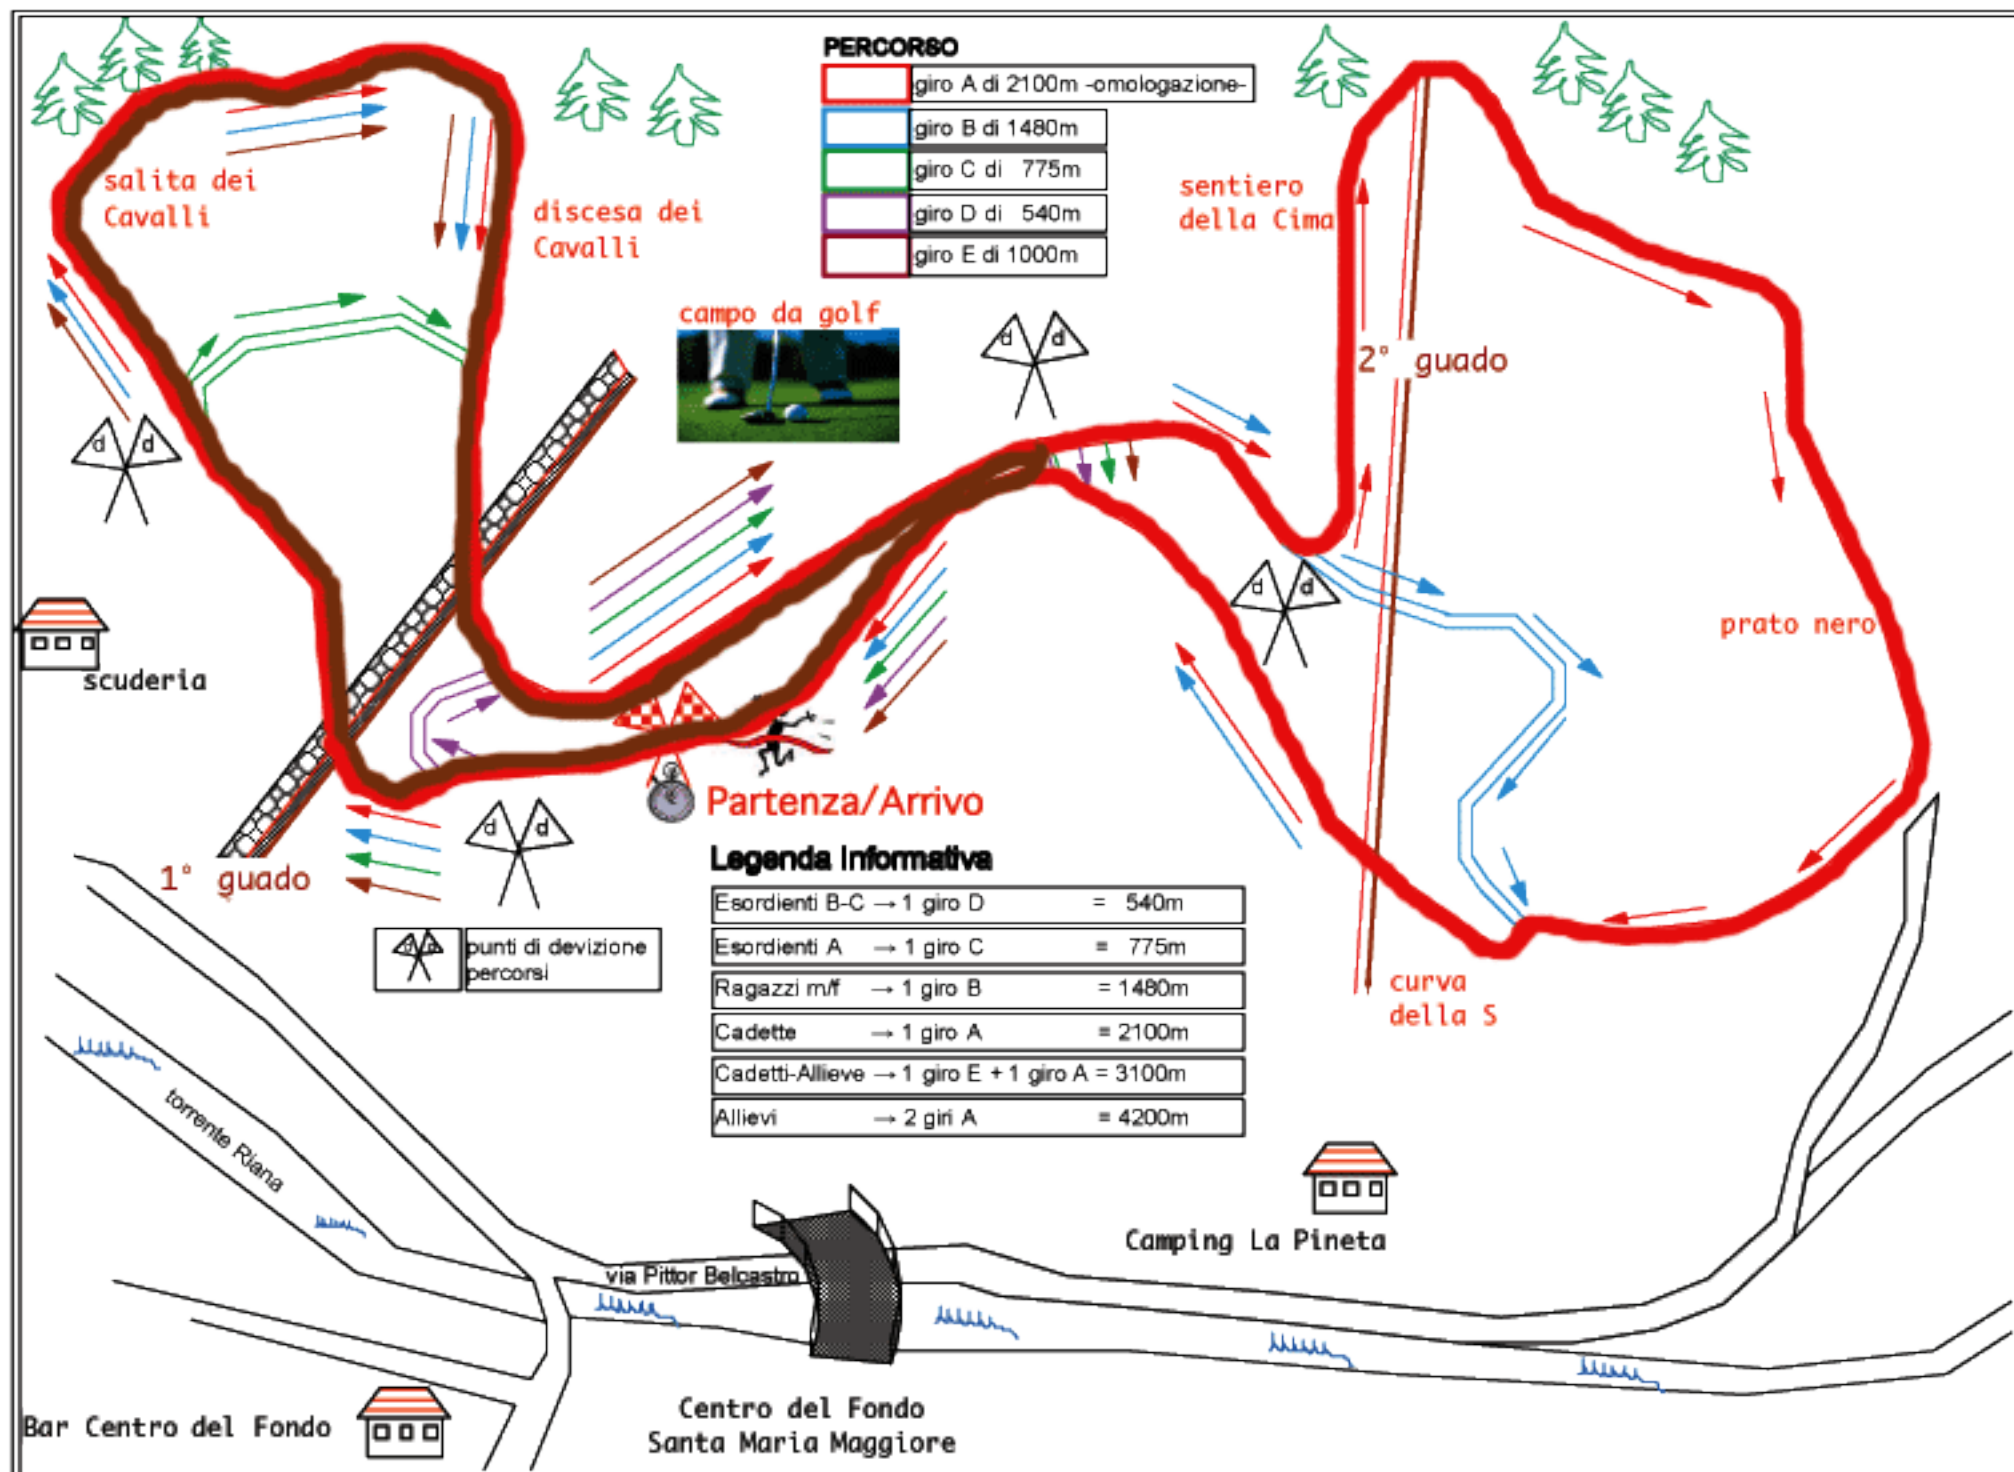 PERCORSO
giro A di 2100m -omologazione-
giro B di 1480m
giro C di 775m
giro D di 540m
giro E di 1000m
salita dei
Cavalli
discesa dei
Cavalli
sentiero
della Cima
campo da golf
d d
2° guado
d d
d d
prato nero
scuderia
Partenza/Arrivo
1° guado
d d
Legenda Informativa
Esordienti B-C → 1 giro D = 540m
Esordienti A → 1 giro C = 775m
Ragazzi m/f → 1 giro B = 1480m
Cadette → 1 giro A = 2100m
Cadetti-Allieve → 1 giro E + 1 giro A = 3100m
Allievi → 2 giri A = 4200m
d d
punti di devizione
percorsi
curva
della S
torrente Riana
via Pittor Belcastro
Camping La Pineta
Bar Centro del Fondo
Centro del Fondo
Santa Maria Maggiore